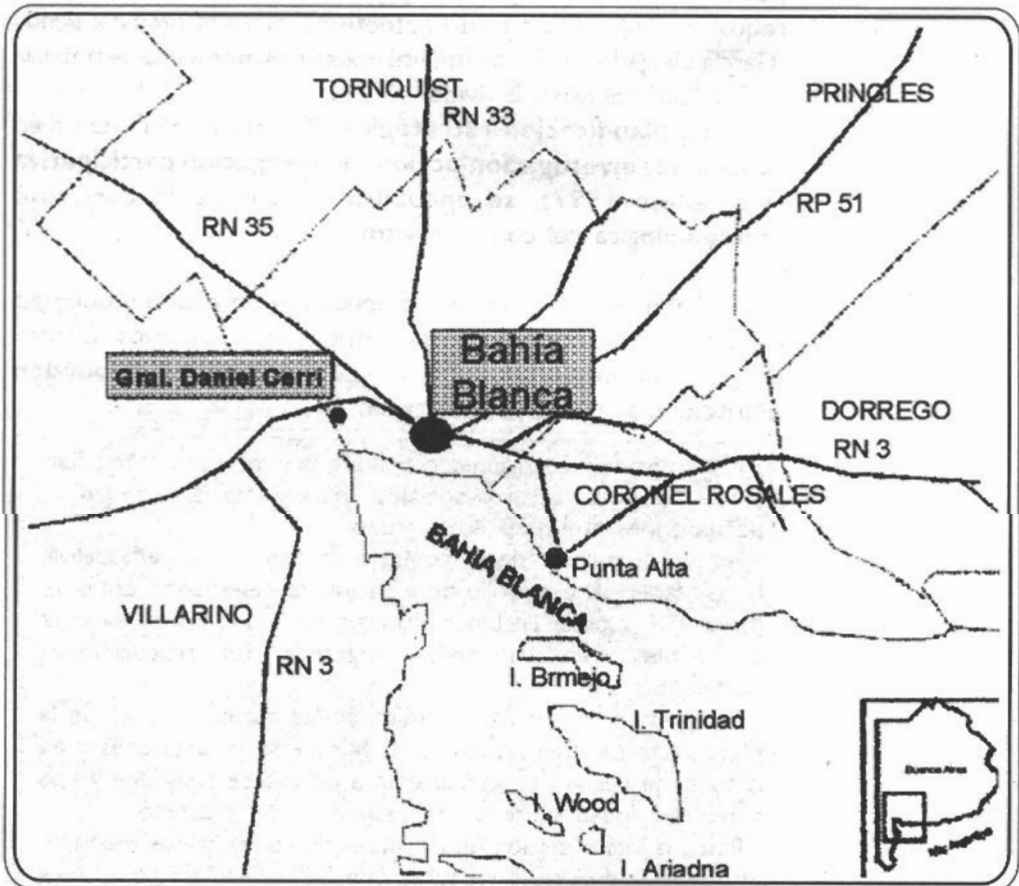 TORNQUIST
RN 33
PRINGLES
RP 51
RN 35
Bahía
Blanca
Gral. Daniel Cerri
DORREGO
RN 3
CORONEL ROSALES
BAHIA BLANCA
Punta Alta
VILLARINO
RN 3
I. Brmejo
I. Trinidad
I. Wood
I. Ariadna
Buenos Aires